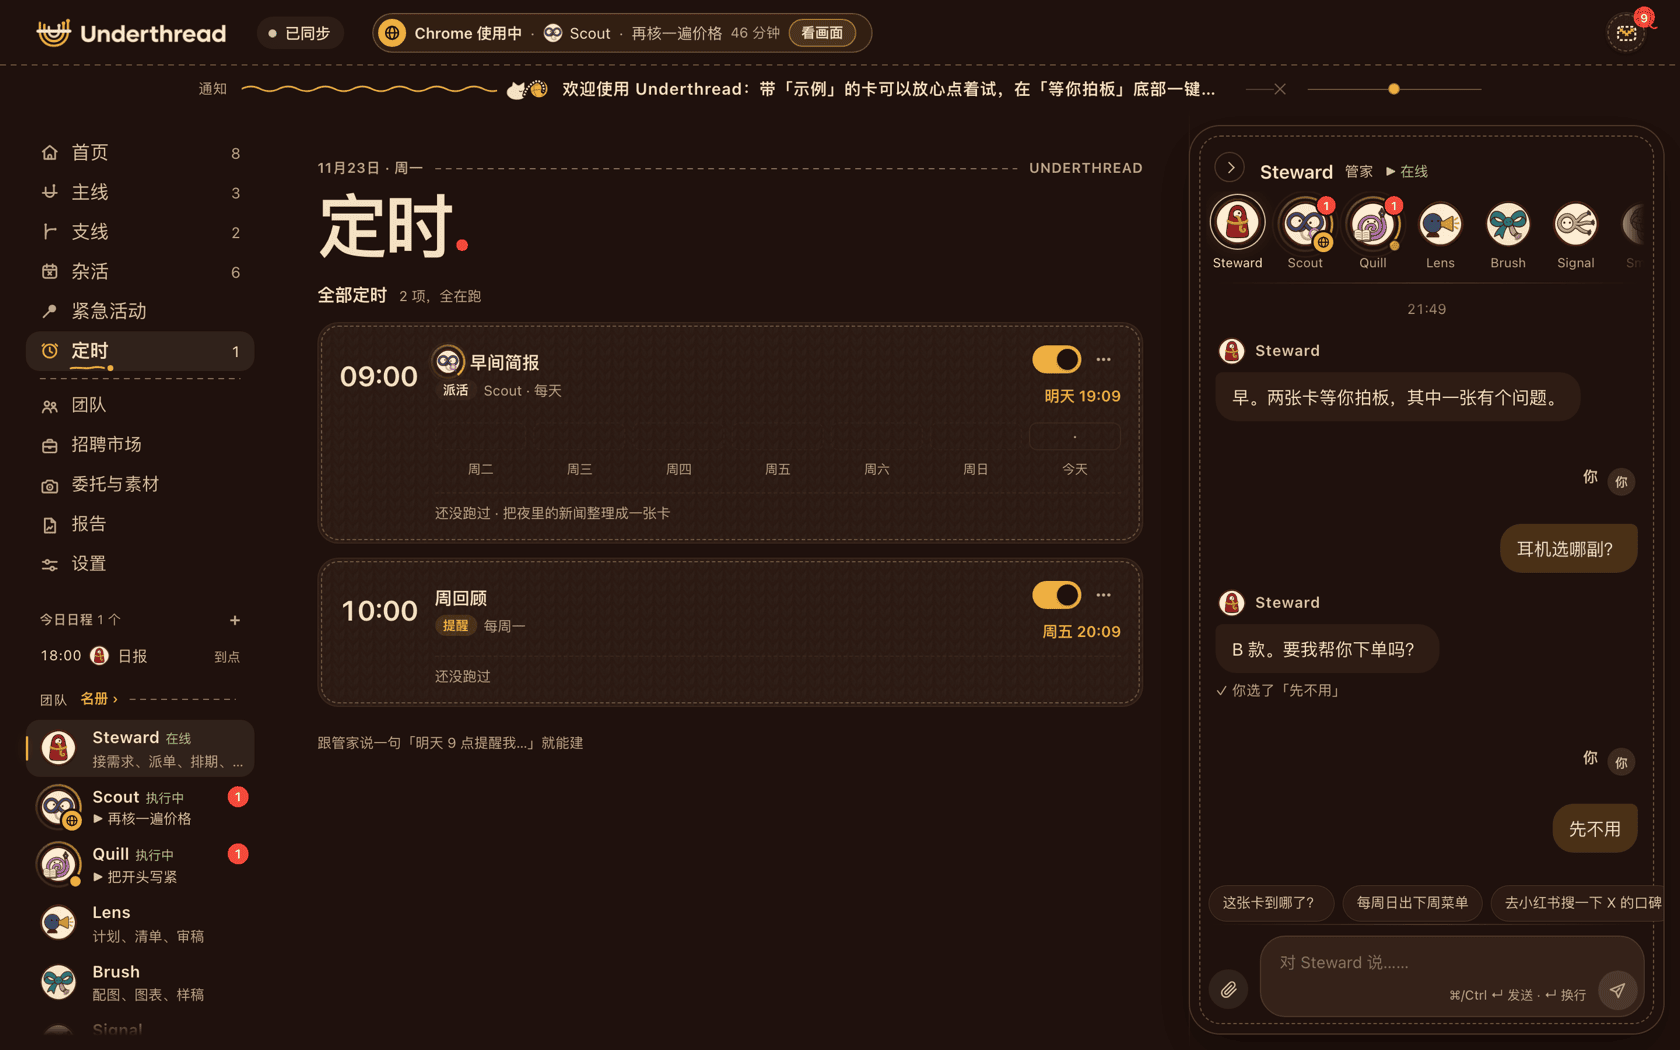 Underthread
已同步
Chrome 使用中 · Scout · 再核一遍价格 46 分钟 看画面
9
通知
欢迎使用 Underthread：带「示例」的卡可以放心点着试，在「等你拍板」底部一键...
首页 8
主线 3
支线 2
杂活 6
紧急活动
定时 1
团队
招聘市场
委托与素材
报告
设置
今日日程 1 个 +
18:00 日报 到点
团队 名册 ›
Steward 在线
接需求、派单、排期、...
Scout 执行中 1
▶ 再核一遍价格
Quill 执行中 1
▶ 把开头写紧
Lens
计划、清单、审稿
Brush
配图、图表、样稿
Signal
11月23日 · 周一 UNDERTHREAD
定时.
全部定时 2 项，全在跑
09:00 早间简报 ···
派活 Scout · 每天
明天 19:09
周二 周三 周四 周五 周六 周日 今天
还没跑过 · 把夜里的新闻整理成一张卡
10:00 周回顾 ···
提醒 每周一
周五 20:09
还没跑过
跟管家说一句「明天 9 点提醒我...」就能建
Steward 管家 ▶ 在线
1 1
Steward Scout Quill Lens Brush Signal
21:49
Steward
早。两张卡等你拍板，其中一张有个问题。
你 你
耳机选哪副？
Steward
B 款。要我帮你下单吗？
✓ 你选了「先不用」
你 你
先不用
这张卡到哪了？ 每周日出下周菜单 去小红书搜一下 X 的口碑
对 Steward 说……
⌘/Ctrl ↵ 发送 · ↵ 换行